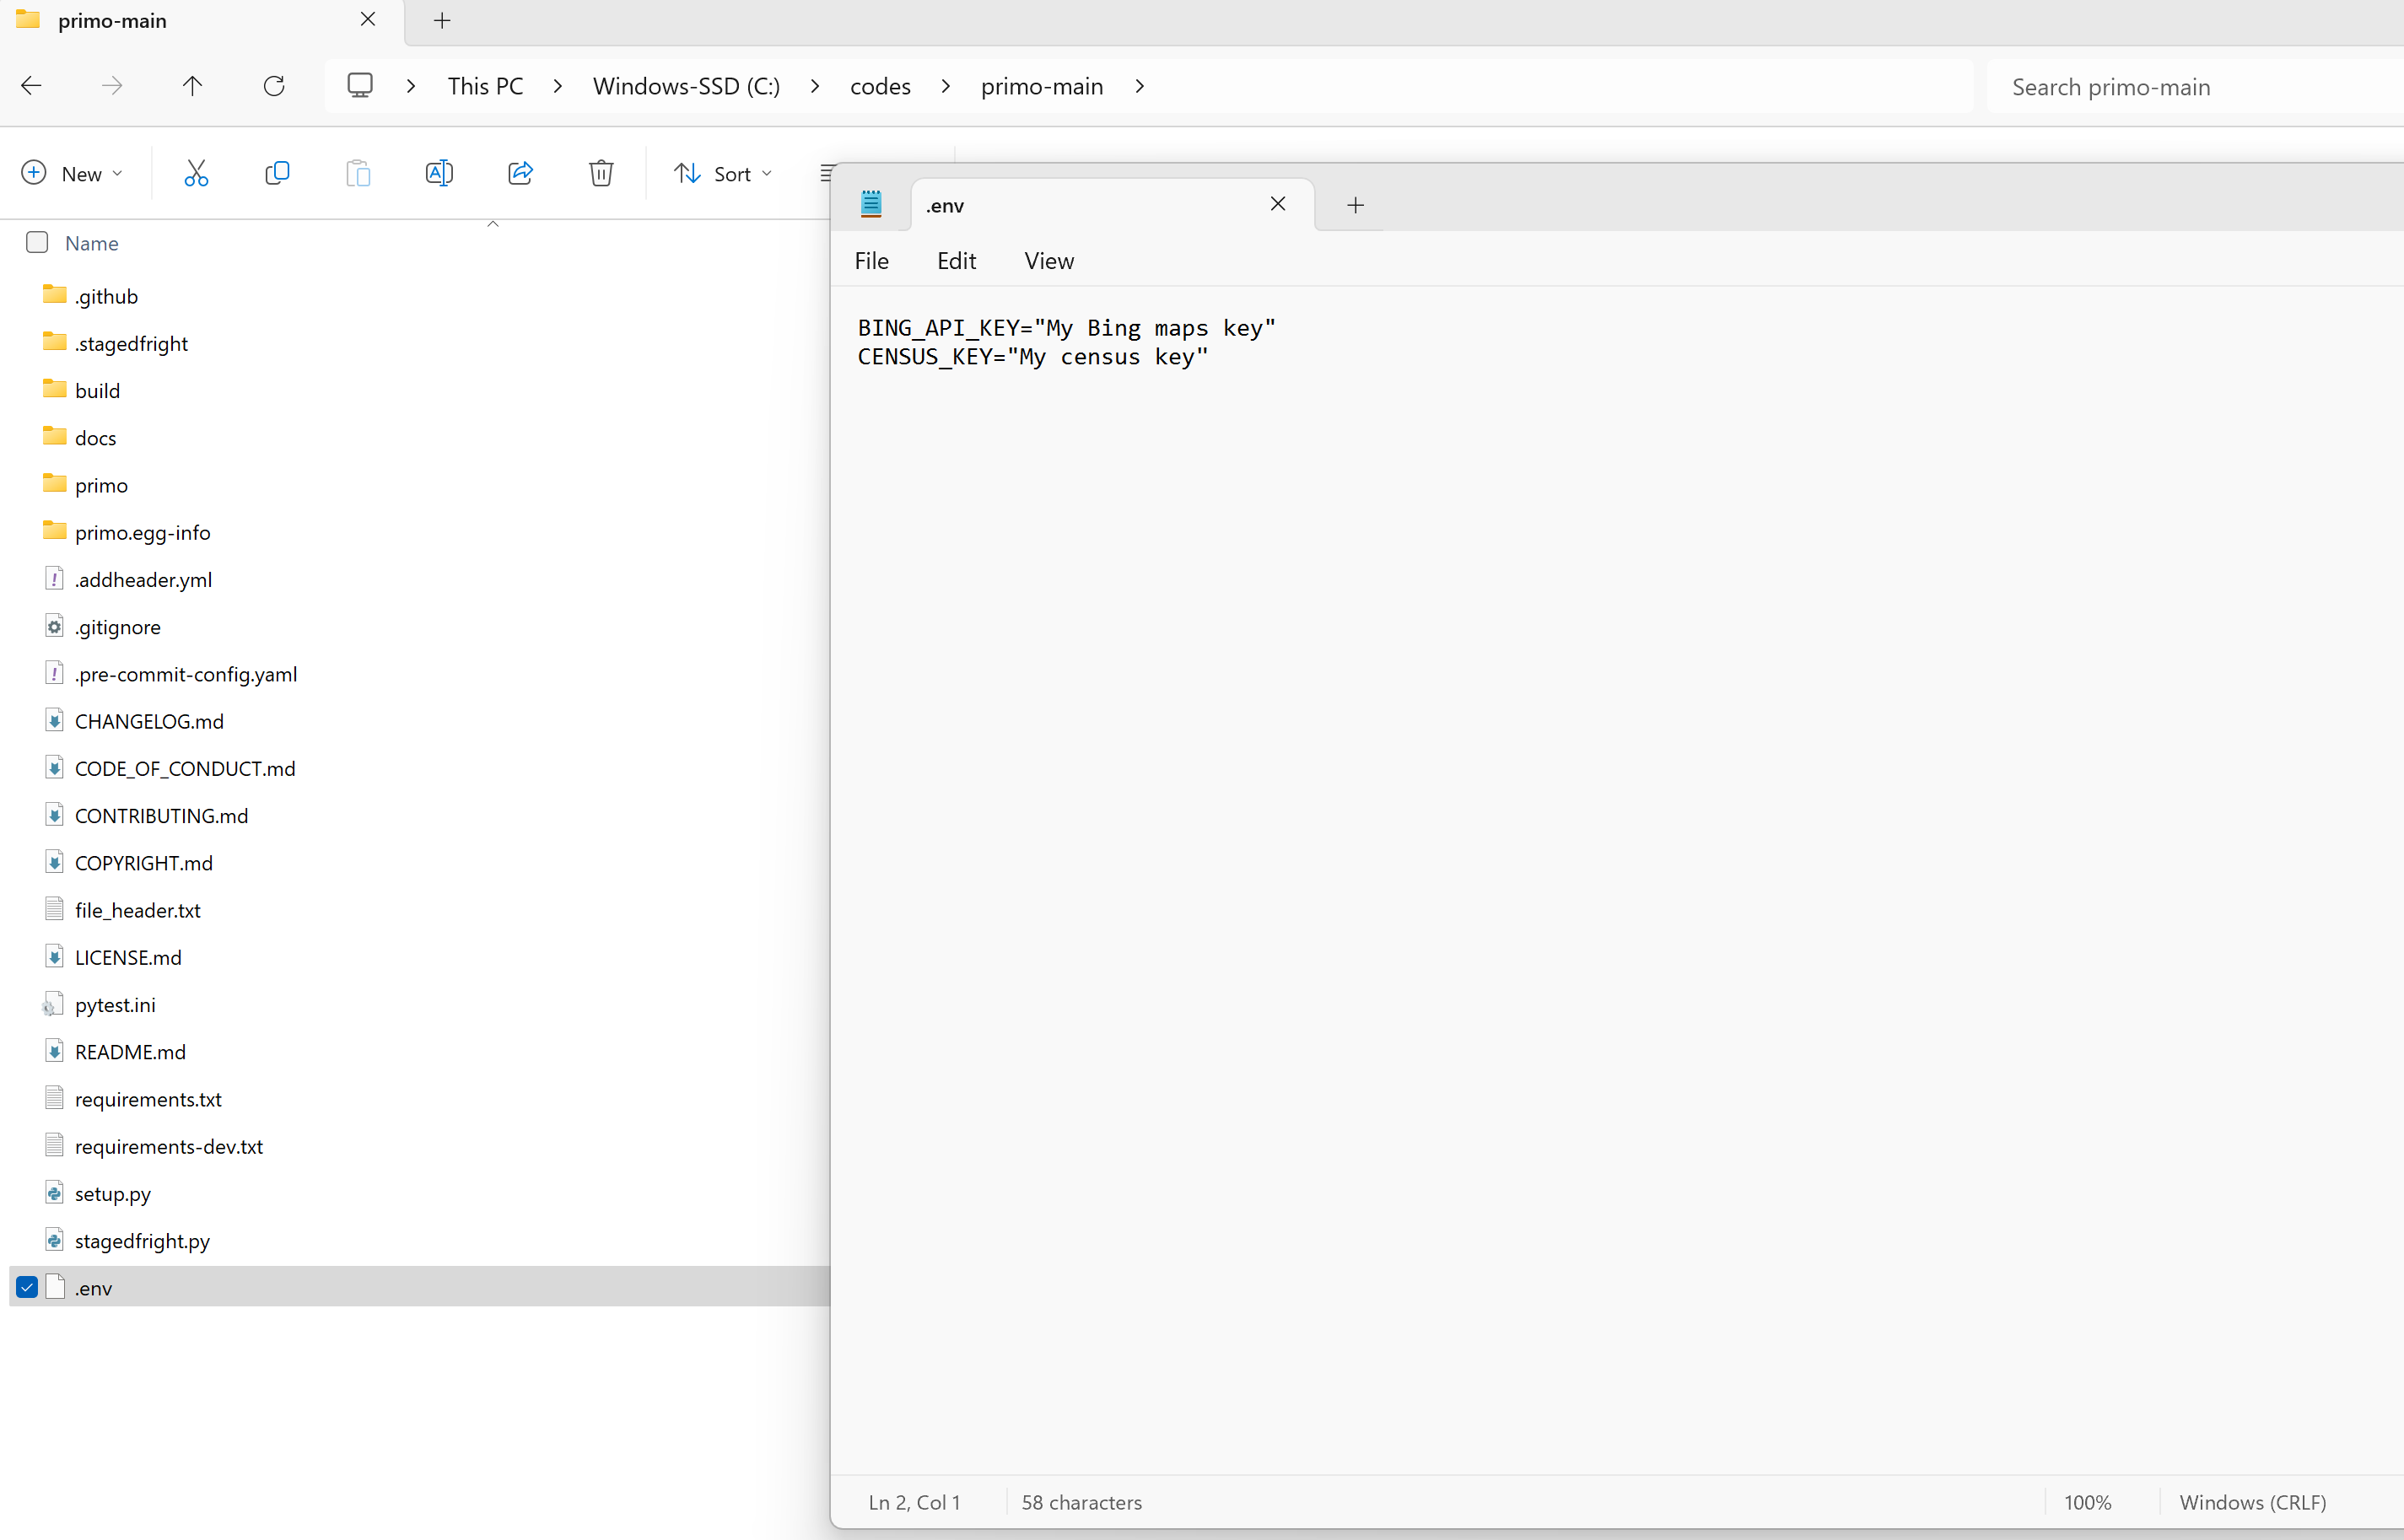 primo-main
This PC > Windows-SSD (C:) > codes > primo-main >
Search primo-main
New
Sort
Name
.github
.stagedfright
build
docs
primo
primo.egg-info
.addheader.yml
.gitignore
.pre-commit-config.yaml
CHANGELOG.md
CODE_OF_CONDUCT.md
CONTRIBUTING.md
COPYRIGHT.md
file_header.txt
LICENSE.md
pytest.ini
README.md
requirements.txt
requirements-dev.txt
setup.py
stagedfright.py
.env
.env
File Edit View
BING_API_KEY="My Bing maps key"
CENSUS_KEY="My census key"
Ln 2, Col 1
58 characters
100%
Windows (CRLF)